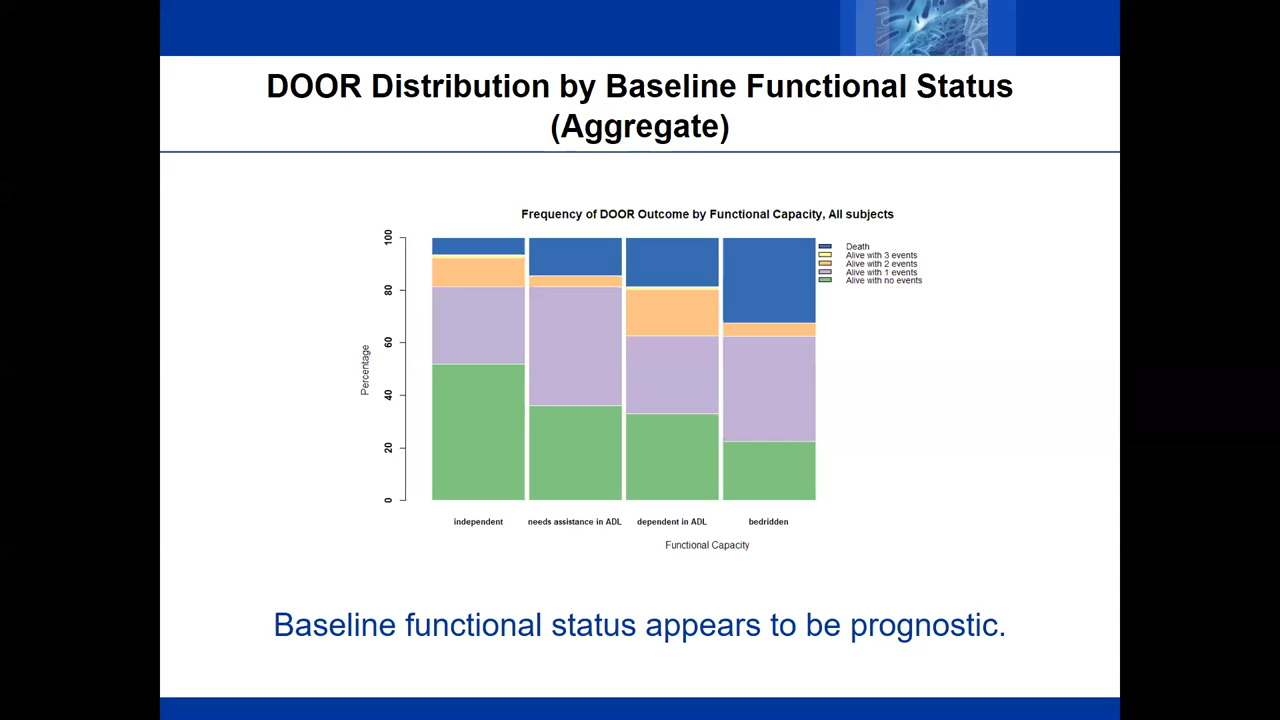 DOOR Distribution by Baseline Functional Status
(Aggregate)
Frequency of DOOR Outcome by Functional Capacity, All subjects
Death
Alive with 3 events
Alive with 2 events
Alive with 1 events
Alive with no events
Percentage
100
80
60
40
20
0
independent
needs assistance in ADL
dependent in ADL
bedridden
Functional Capacity
Baseline functional status appears to be prognostic.